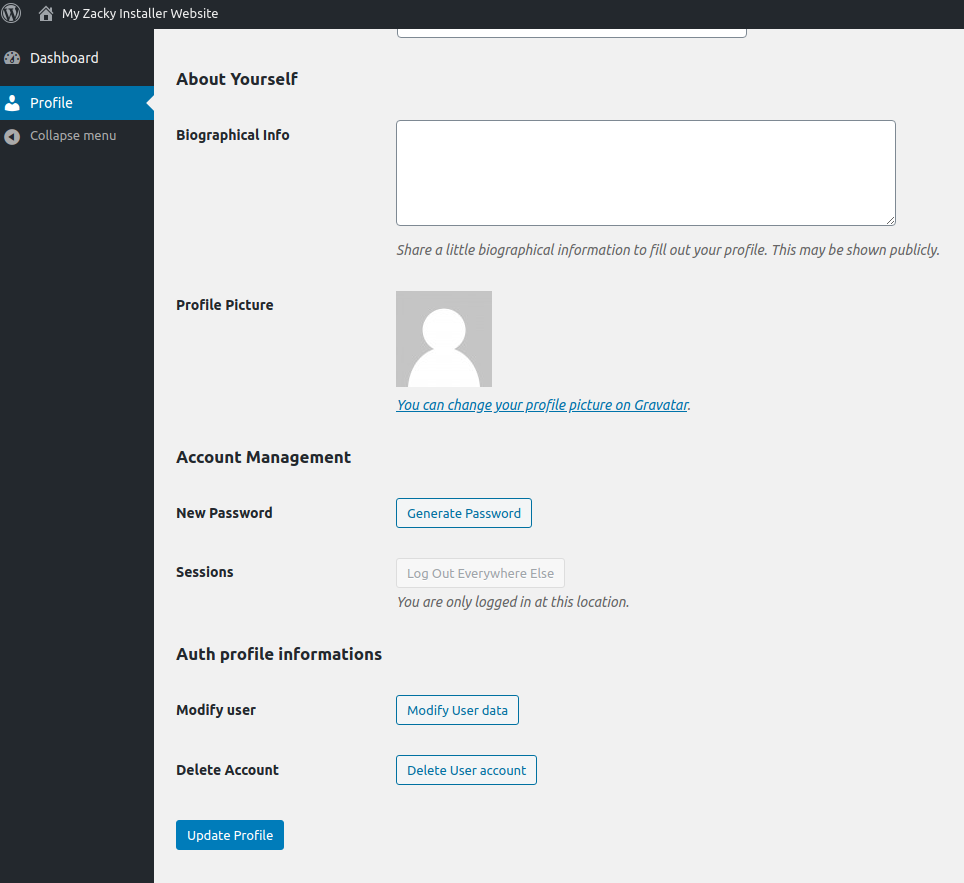 My Zacky Installer Website
Dashboard
Profile
Collapse menu
About Yourself
Biographical Info
Share a little biographical information to fill out your profile. This may be shown publicly.
Profile Picture
You can change your profile picture on Gravatar.
Account Management
New Password
Generate Password
Sessions
Log Out Everywhere Else
You are only logged in at this location.
Auth profile informations
Modify user
Modify User data
Delete Account
Delete User account
Update Profile